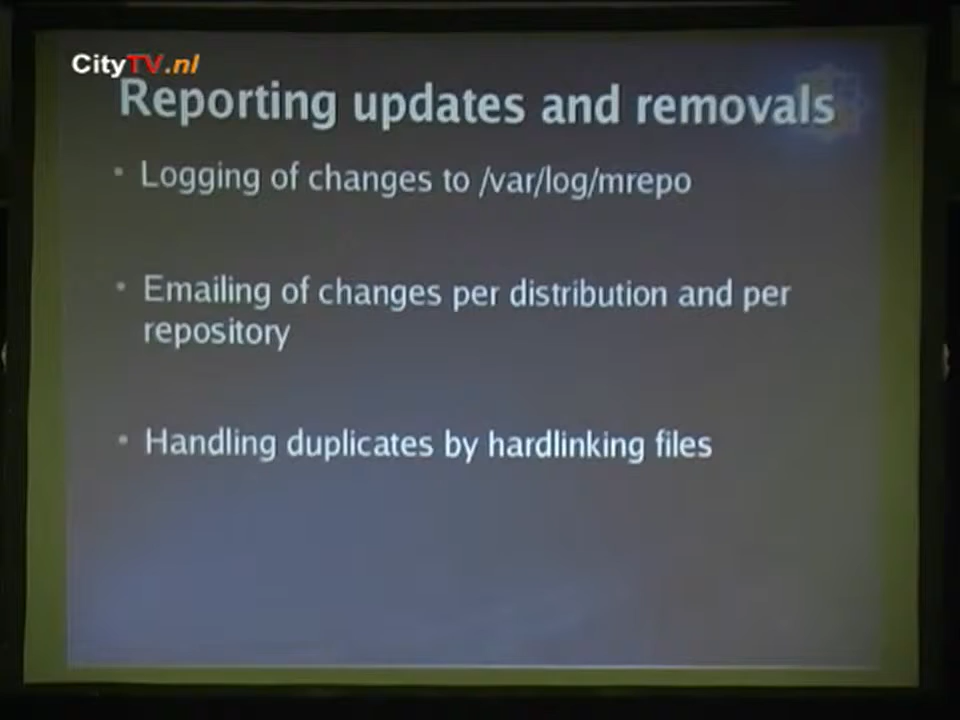 CityTV.nl
Reporting updates and removals
• Logging of changes to /var/log/mrepo
• Emailing of changes per distribution and per
repository
• Handling duplicates by hardlinking files